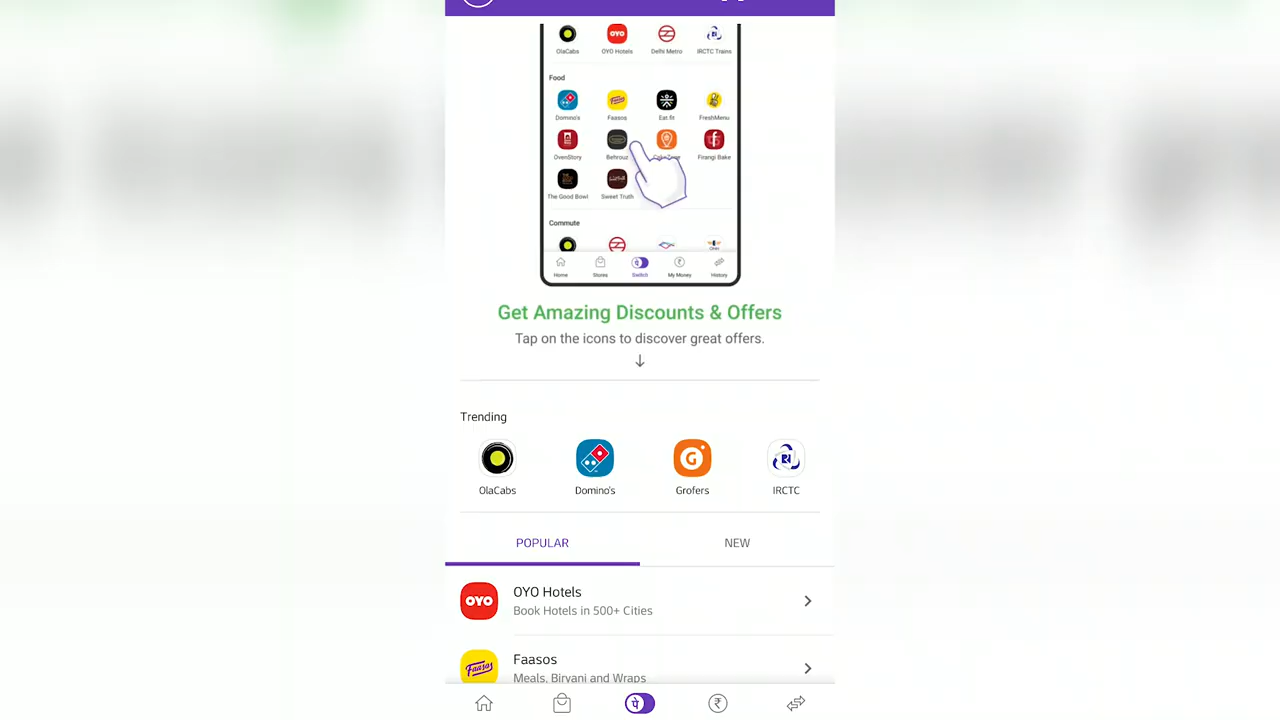 OlaCabs OYO Hotels Delhi Metro IRCTC Trains
OYO
Food
Domino's Faasos Eat.fit FreshMenu
OvenStory Behrouz Firangi Bake
The Good Bowl Sweet Truth
Commute
Home Stores Switch My Money History
Get Amazing Discounts & Offers
Tap on the icons to discover great offers.
Trending
OlaCabs Domino's Grofers IRCTC
POPULAR NEW
OYO
OYO Hotels
Book Hotels in 500+ Cities
Faasos
Faasos
Meals, Biryani and Wraps
पे